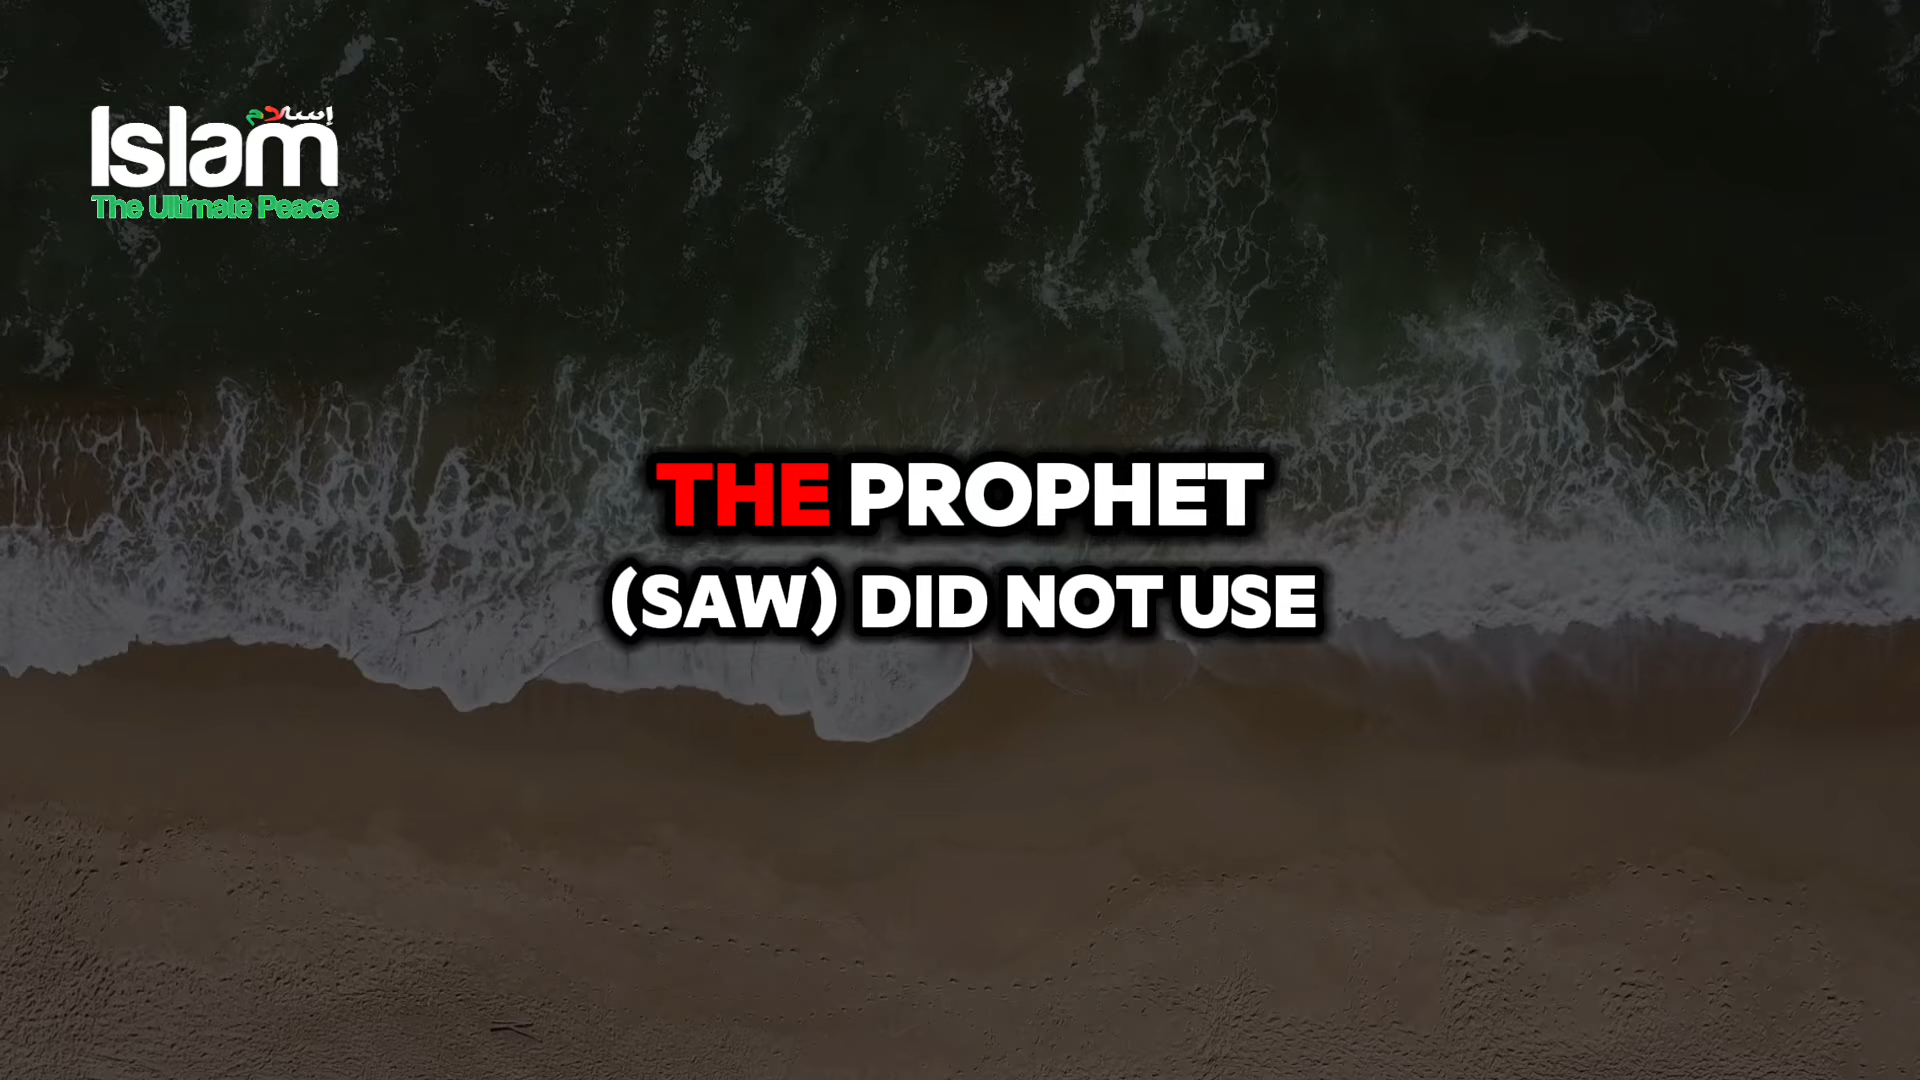 إسلام
Islam
The Ultimate Peace
THE PROPHET
(SAW) DID NOT USE